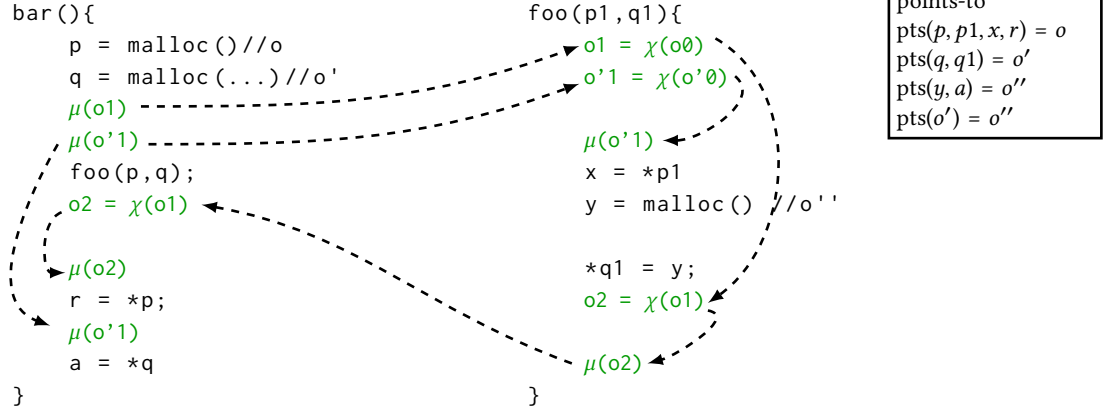 bar(){
p = malloc()//o
q = malloc(...)//o'
μ(o1)
μ(o'1)
foo(p,q);
o2 = χ(o1)
μ(o2)
r = *p;
μ(o'1)
a = *q
}
foo(p1,q1){
o1 = χ(o0)
o'1 = χ(o'0)
μ(o'1)
x = *p1
y = malloc() //o''
*q1 = y;
o2 = χ(o1)
μ(o2)
}
points-to
pts(p, p1, x, r) = o
pts(q, q1) = o′
pts(y, a) = o′′
pts(o′) = o′′